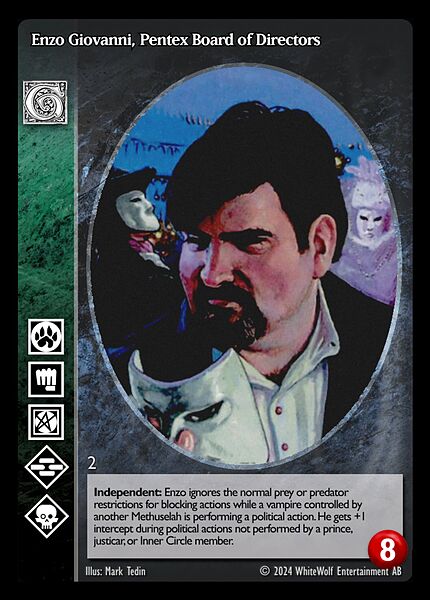 Enzo Giovanni, Pentex Board of Directors
2
Independent: Enzo ignores the normal prey or predator
restrictions for blocking actions while a vampire controlled by
another Methuselah is performing a political action. He gets +1
intercept during political actions not performed by a prince,
justicar, or Inner Circle member.
8
Illus: Mark Tedin
© 2024 WhiteWolf Entertainment AB